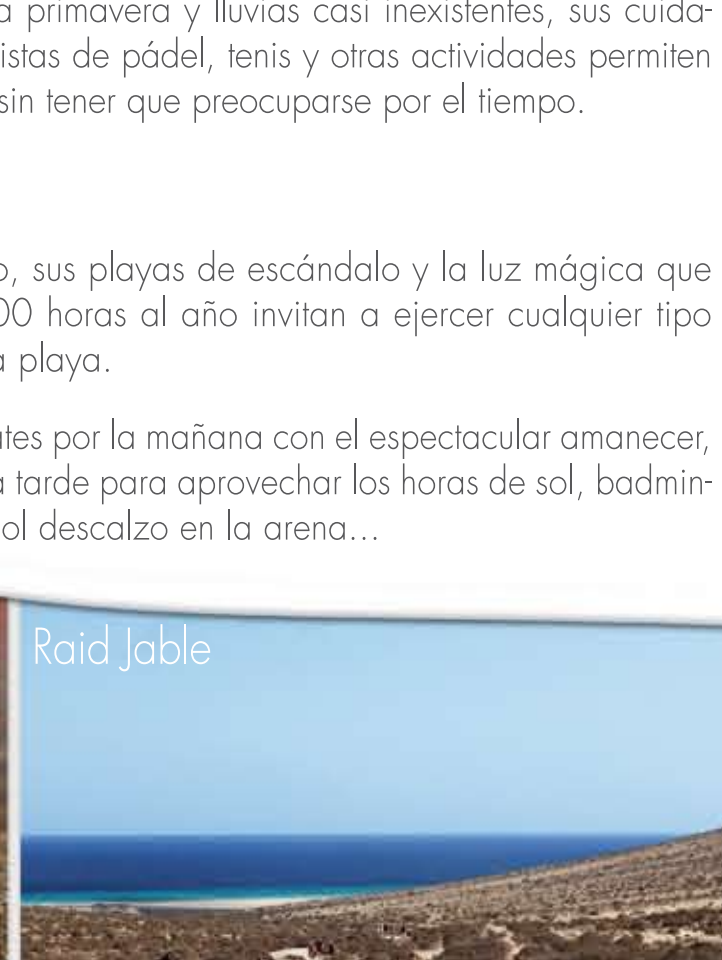 a primavera y lluvias casi inexistentes, sus cuida-
istas de pádel, tenis y otras actividades permiten
sin tener que preocuparse por el tiempo.
o, sus playas de escándalo y la luz mágica que
00 horas al año invitan a ejercer cualquier tipo
a playa.
ates por la mañana con el espectacular amanecer,
a tarde para aprovechar los horas de sol, badmin-
ol descalzo en la arena...
Raid Jable